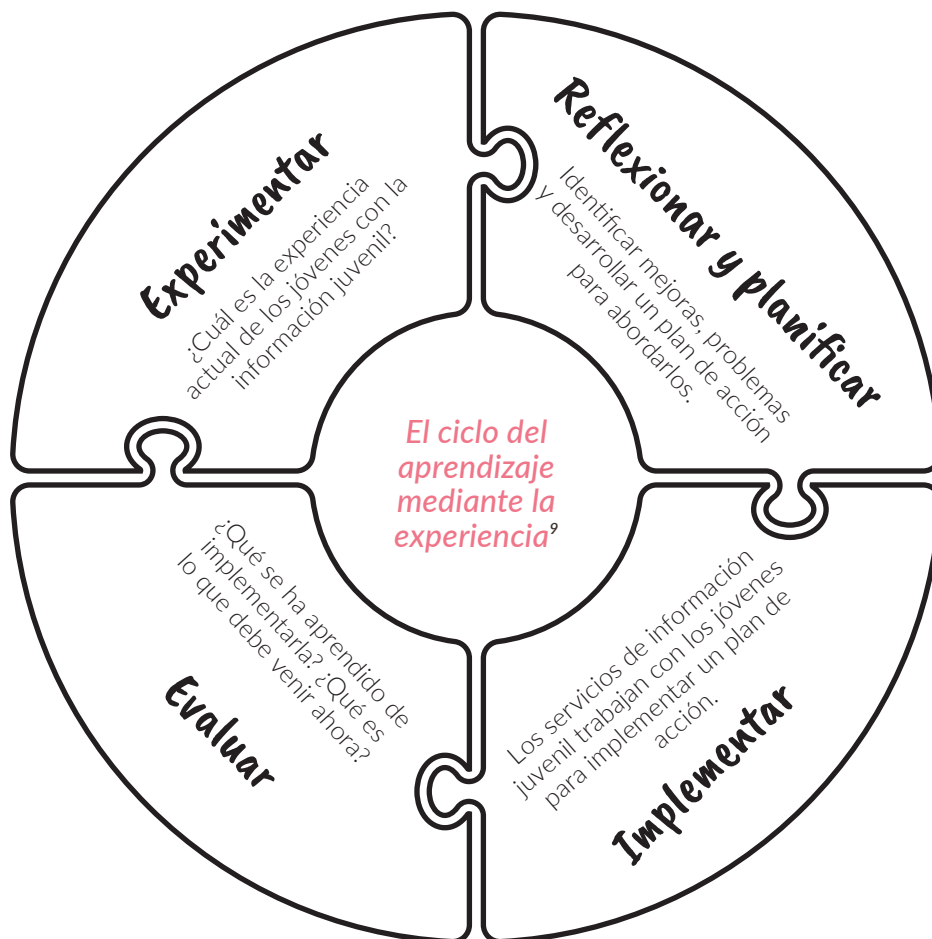 Experimentar
¿Cuál es la experiencia
actual de los jóvenes con la
información juvenil?
Reflexionar y planificar
Identificar mejoras, problemas
y desarrollar un plan de acción
para abordarlos.
El ciclo del
aprendizaje
mediante la
experiencia⁹
¿Qué se ha aprendido de
implementarla? ¿Qué es
lo que debe venir ahora?
Evaluar
Los servicios de información
juvenil trabajan con los jóvenes
para implementar un plan de
acción.
Implementar